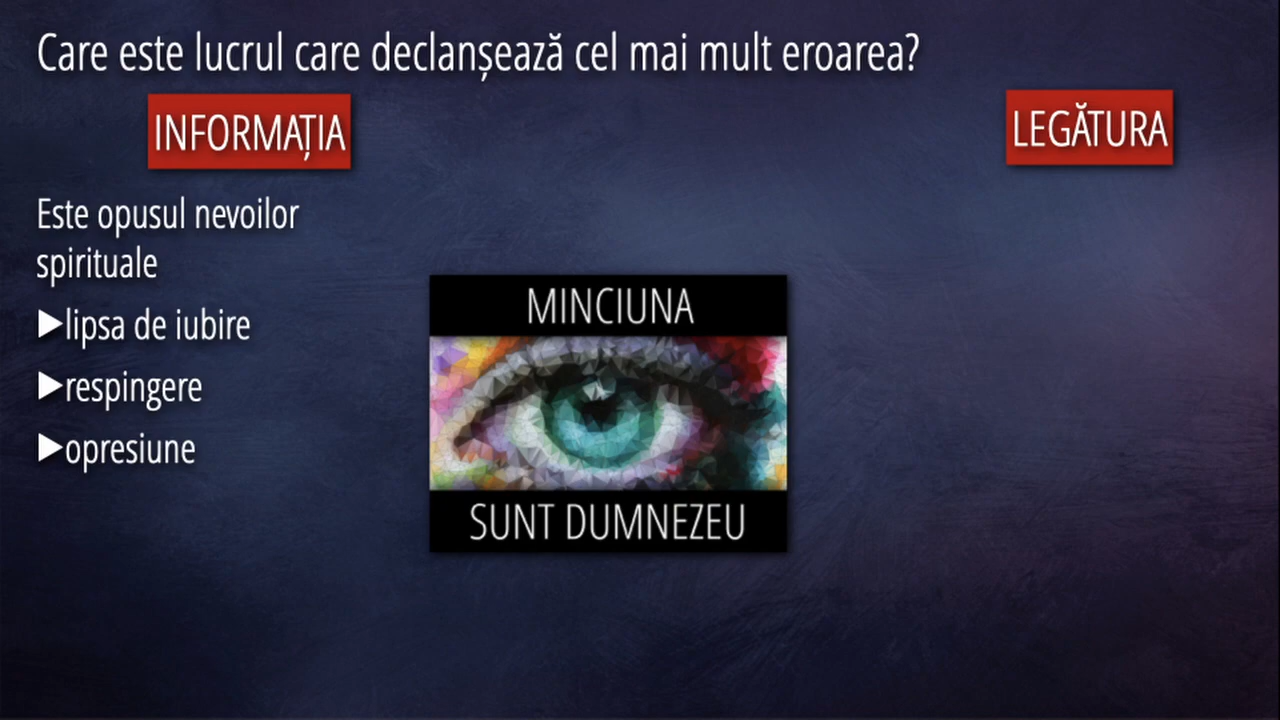 Care este lucrul care declanșează cel mai mult eroarea?
INFORMAȚIA
LEGĂTURA
Este opusul nevoilor
spirituale
▶lipsa de iubire
▶respingere
▶opresiune
MINCIUNA
SUNT DUMNEZEU